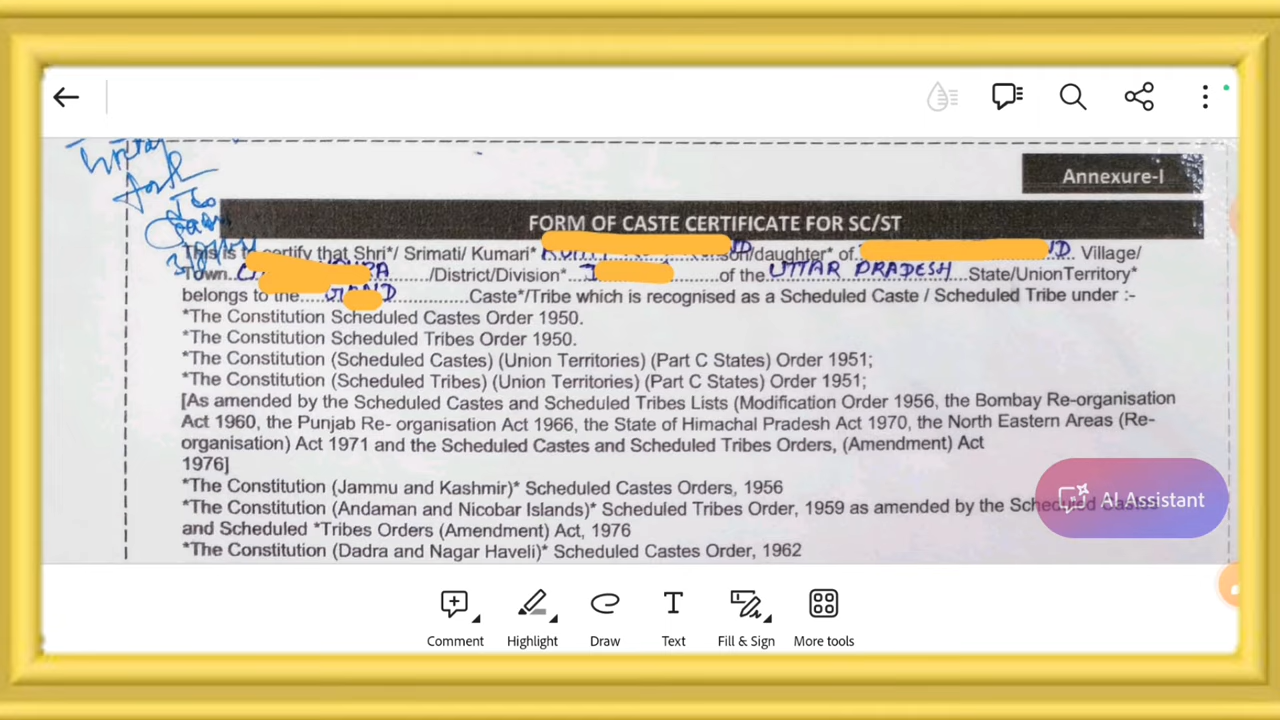 Annexure-I
FORM OF CASTE CERTIFICATE FOR SC/ST
This is to certify that Shri*/ Srimati/ Kumari* son/daughter* of. Village/
Town /District/Division* of the UTTAR PRADESH State/UnionTerritory*
belongs to the Caste*/Tribe which is recognised as a Scheduled Caste / Scheduled Tribe under :-
*The Constitution Scheduled Castes Order 1950.
*The Constitution Scheduled Tribes Order 1950.
*The Constitution (Scheduled Castes) (Union Territories) (Part C States) Order 1951;
*The Constitution (Scheduled Tribes) (Union Territories) (Part C States) Order 1951;
[As amended by the Scheduled Castes and Scheduled Tribes Lists (Modification Order 1956, the Bombay Re-organisation
Act 1960, the Punjab Re- organisation Act 1966, the State of Himachal Pradesh Act 1970, the North Eastern Areas (Re-
organisation) Act 1971 and the Scheduled Castes and Scheduled Tribes Orders, (Amendment) Act
1976]
*The Constitution (Jammu and Kashmir)* Scheduled Castes Orders, 1956
*The Constitution (Andaman and Nicobar Islands)* Scheduled Tribes Order, 1959 as amended by the Scheduled Castes
and Scheduled *Tribes Orders (Amendment) Act, 1976
*The Constitution (Dadra and Nagar Haveli)* Scheduled Castes Order, 1962
AI Assistant
Comment Highlight Draw Text Fill & Sign More tools